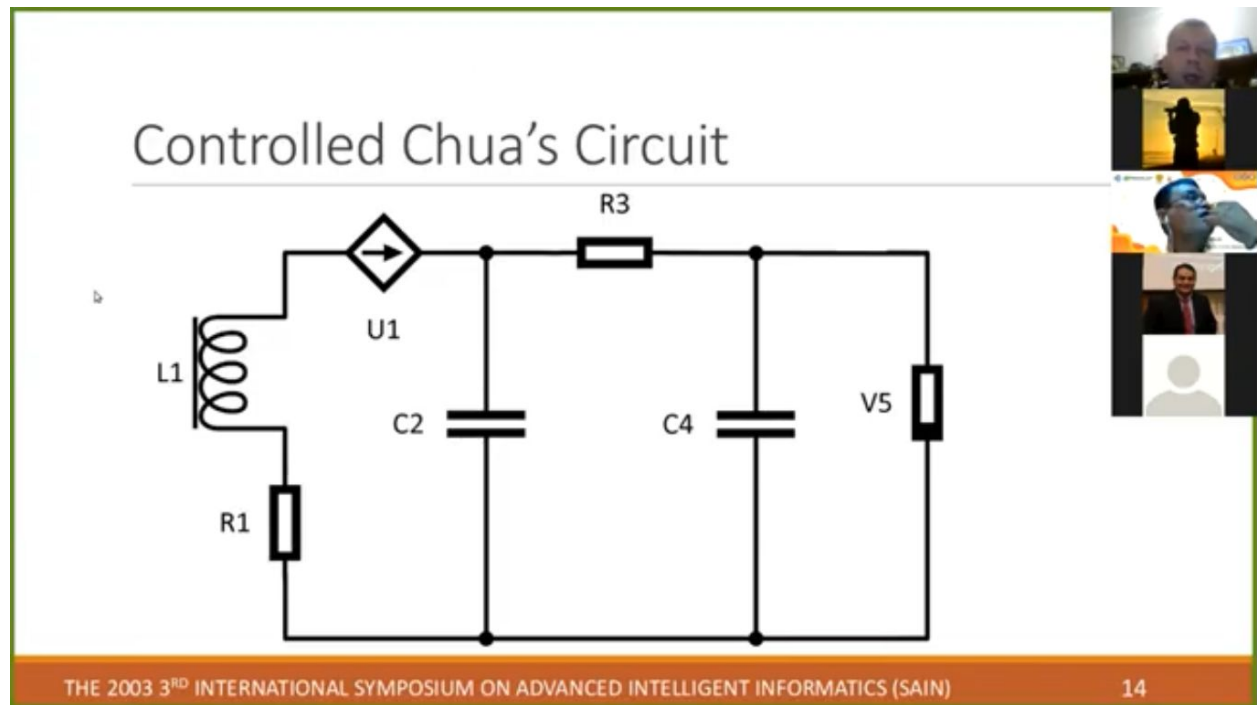 Controlled Chua's Circuit
R3
U1
L1
C2
C4
V5
R1
THE 2003 3RD INTERNATIONAL SYMPOSIUM ON ADVANCED INTELLIGENT INFORMATICS (SAIN) 14